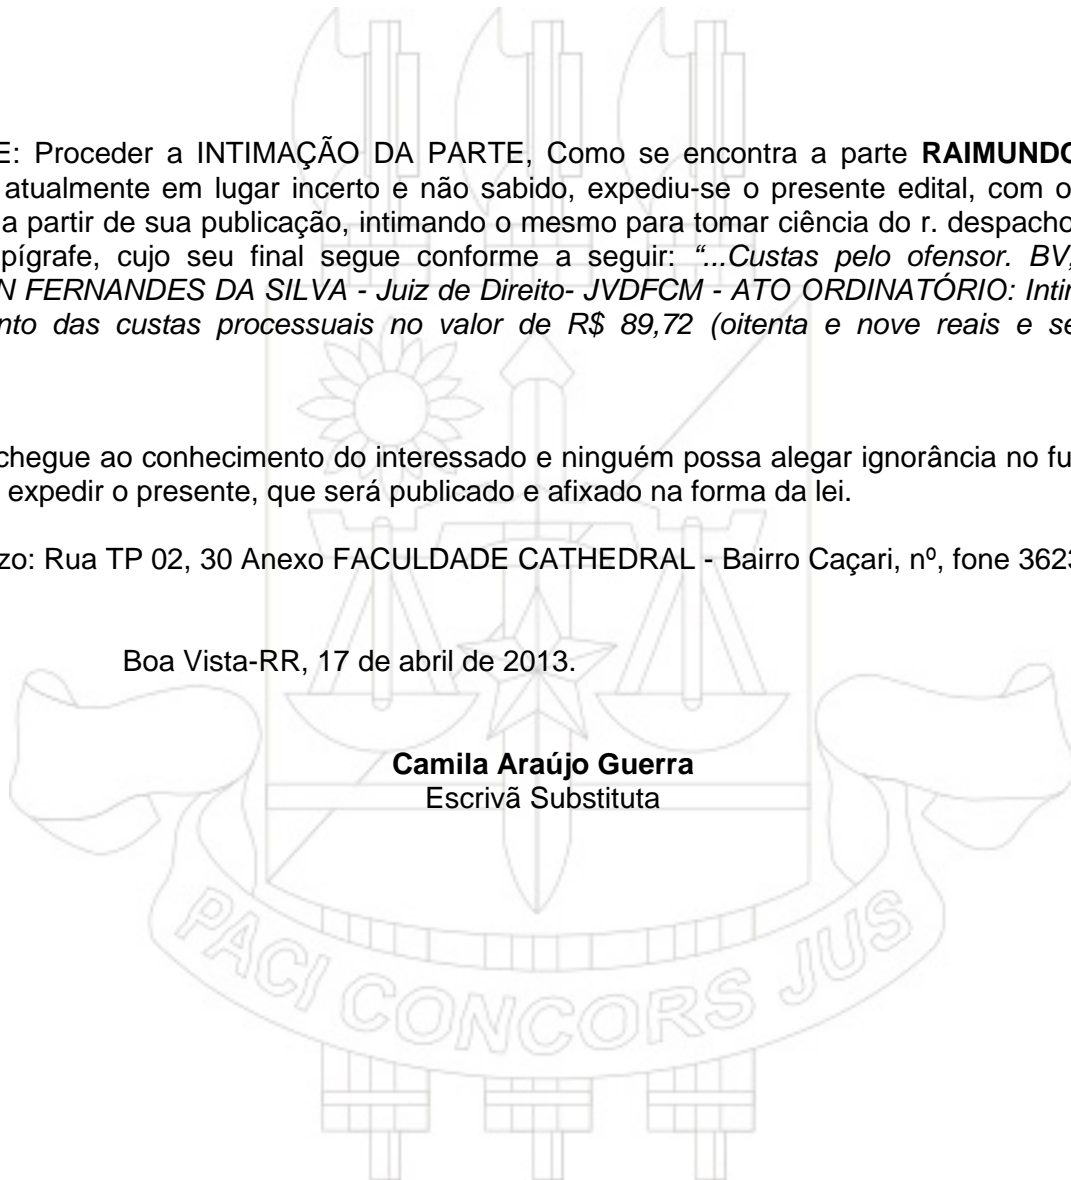 E: Proceder a INTIMAÇÃO DA PARTE, Como se encontra a parte RAIMUNDO
atualmente em lugar incerto e não sabido, expediu-se o presente edital, com o
a partir de sua publicação, intimando o mesmo para tomar ciência do r. despacho
pígrafe, cujo seu final segue conforme a seguir: “...Custas pelo ofensor. BV,
N FERNANDES DA SILVA - Juiz de Direito- JVDFCM - ATO ORDINATÓRIO: Intir
nto das custas processuais no valor de R$ 89,72 (oitenta e nove reais e se
chegue ao conhecimento do interessado e ninguém possa alegar ignorância no fu
expedir o presente, que será publicado e afixado na forma da lei.
zo: Rua TP 02, 30 Anexo FACULDADE CATHEDRAL - Bairro Caçari, nº, fone 3623
Boa Vista-RR, 17 de abril de 2013.
Camila Araújo Guerra
Escrivã Substituta
PACI CONCORS JUS